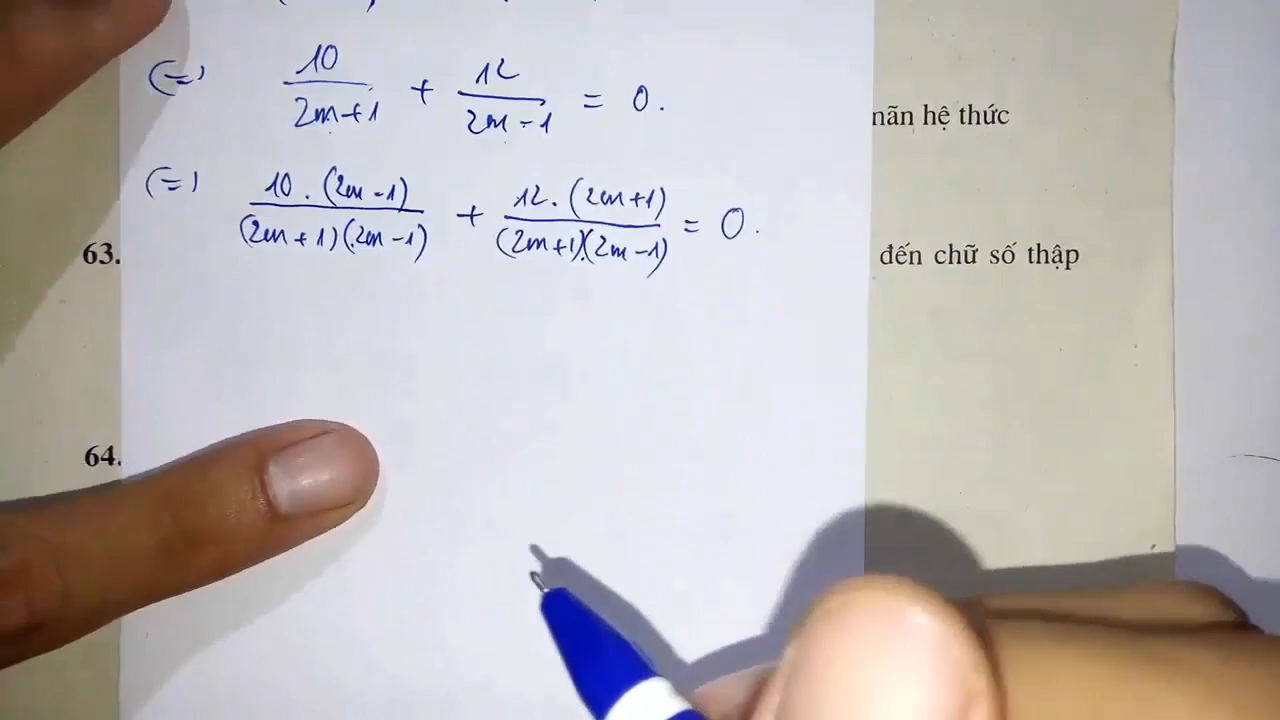 (=) 10/(2m+1) + 12/(2m-1) = 0.
nãn hệ thức
(=) 10.(2m-1)/(2m+1)(2m-1) + 12.(2m+1)/(2m+1).(2m-1) = 0.
63.
đến chữ số thập
64.